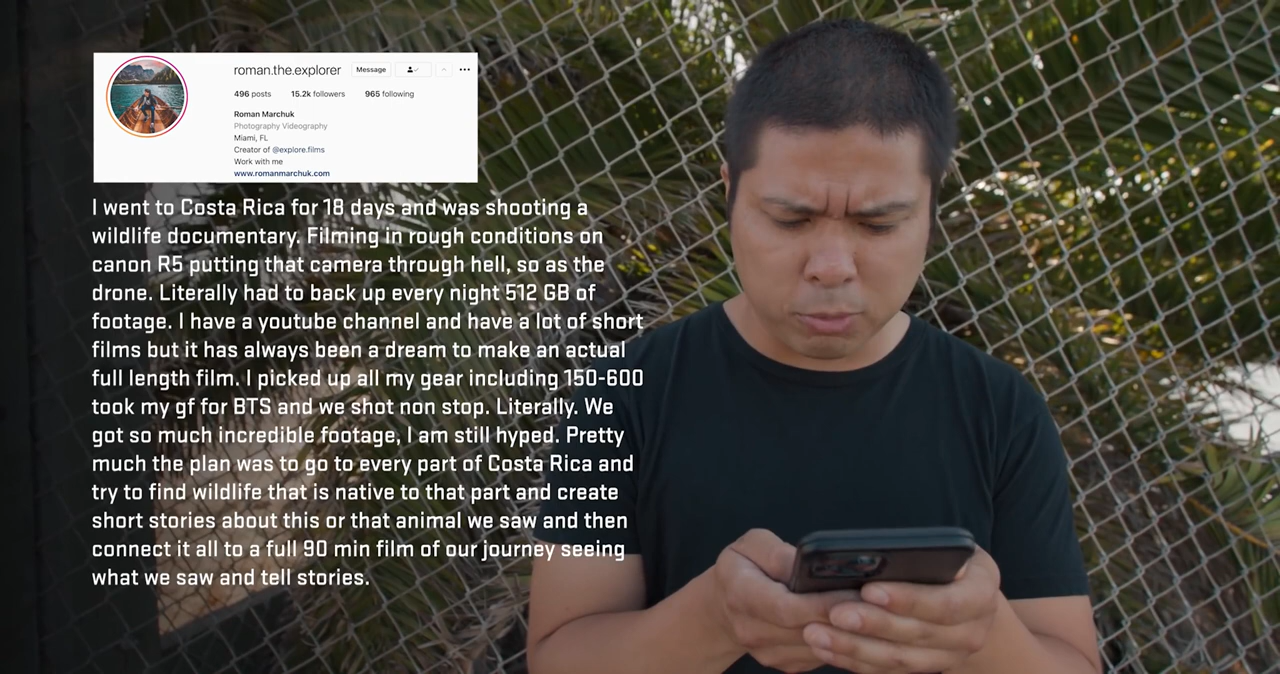 roman.the.explorer Message
496 posts 15.2k followers 965 following
Roman Marchuk
Photography Videography
Miami, FL
Creator of @explore.films
Work with me
www.romanmarchuk.com
I went to Costa Rica for 18 days and was shooting a
wildlife documentary. Filming in rough conditions on
canon R5 putting that camera through hell, so as the
drone. Literally had to back up every night 512 GB of
footage. I have a youtube channel and have a lot of short
films but it has always been a dream to make an actual
full length film. I picked up all my gear including 150-600
took my gf for BTS and we shot non stop. Literally. We
got so much incredible footage, I am still hyped. Pretty
much the plan was to go to every part of Costa Rica and
try to find wildlife that is native to that part and create
short stories about this or that animal we saw and then
connect it all to a full 90 min film of our journey seeing
what we saw and tell stories.